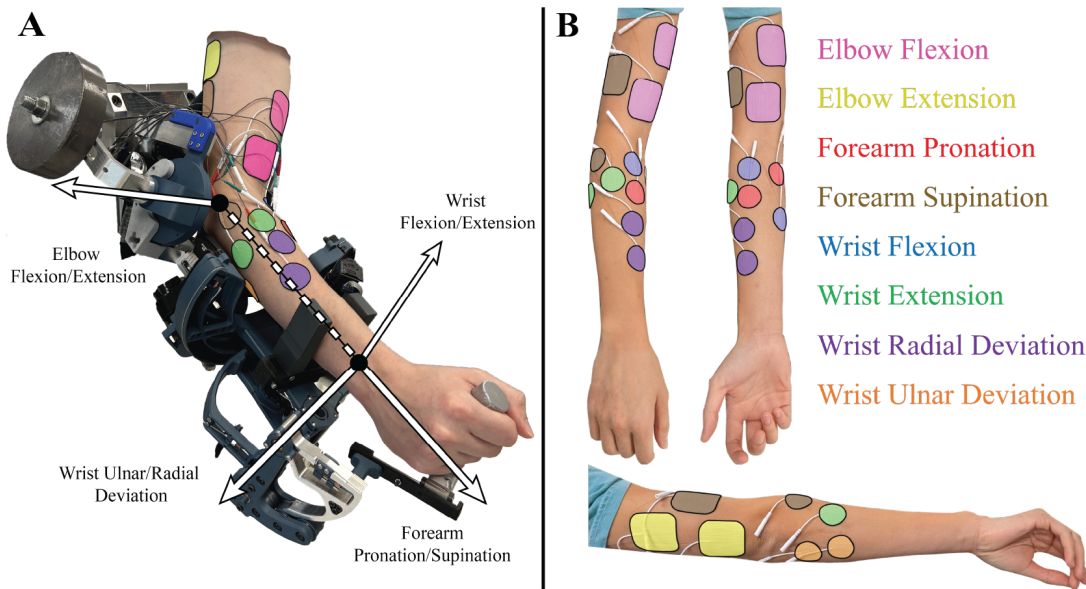 A
Elbow
Flexion/Extension
Wrist
Flexion/Extension
Wrist Ulnar/Radial
Deviation
Forearm
Pronation/Supination
B
Elbow Flexion
Elbow Extension
Forearm Pronation
Forearm Supination
Wrist Flexion
Wrist Extension
Wrist Radial Deviation
Wrist Ulnar Deviation